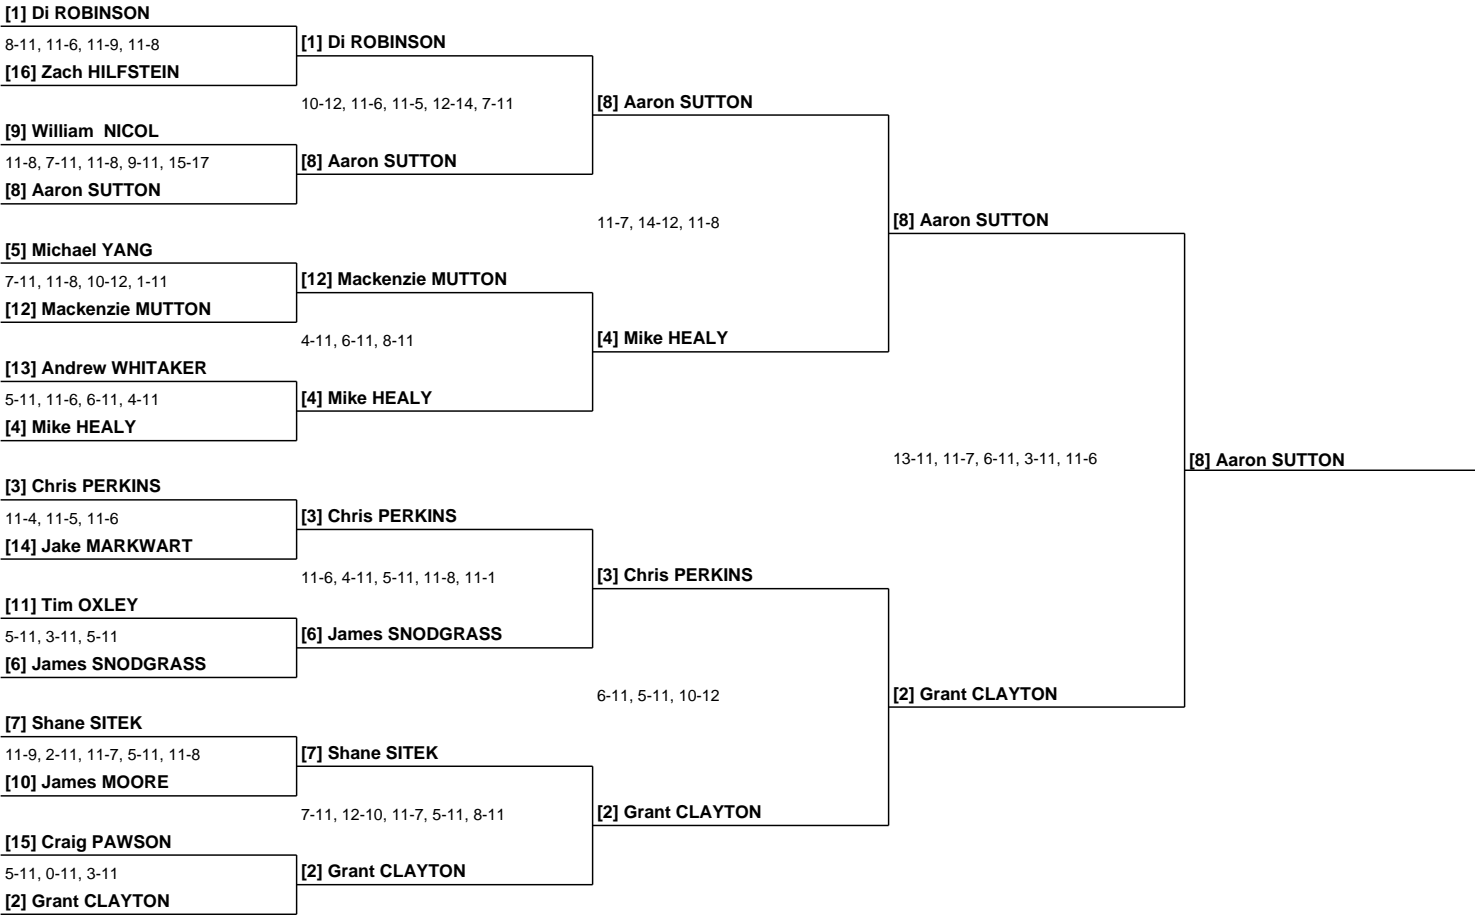 [1] Di ROBINSON
8-11, 11-6, 11-9, 11-8
[16] Zach HILFSTEIN
[9] William  NICOL
11-8, 7-11, 11-8, 9-11, 15-17
[8] Aaron SUTTON
[5] Michael YANG
7-11, 11-8, 10-12, 1-11
[12] Mackenzie MUTTON
[13] Andrew WHITAKER
5-11, 11-6, 6-11, 4-11
[4] Mike HEALY
[3] Chris PERKINS
11-4, 11-5, 11-6
[14] Jake MARKWART
[11] Tim OXLEY
5-11, 3-11, 5-11
[6] James SNODGRASS
[7] Shane SITEK
11-9, 2-11, 11-7, 5-11, 11-8
[10] James MOORE
[15] Craig PAWSON
5-11, 0-11, 3-11
[2] Grant CLAYTON
[1] Di ROBINSON
10-12, 11-6, 11-5, 12-14, 7-11
[8] Aaron SUTTON
[12] Mackenzie MUTTON
4-11, 6-11, 8-11
[4] Mike HEALY
[3] Chris PERKINS
11-6, 4-11, 5-11, 11-8, 11-1
[6] James SNODGRASS
[7] Shane SITEK
7-11, 12-10, 11-7, 5-11, 8-11
[2] Grant CLAYTON
[8] Aaron SUTTON
11-7, 14-12, 11-8
[4] Mike HEALY
[3] Chris PERKINS
6-11, 5-11, 10-12
[2] Grant CLAYTON
[8] Aaron SUTTON
13-11, 11-7, 6-11, 3-11, 11-6
[2] Grant CLAYTON
[8] Aaron SUTTON